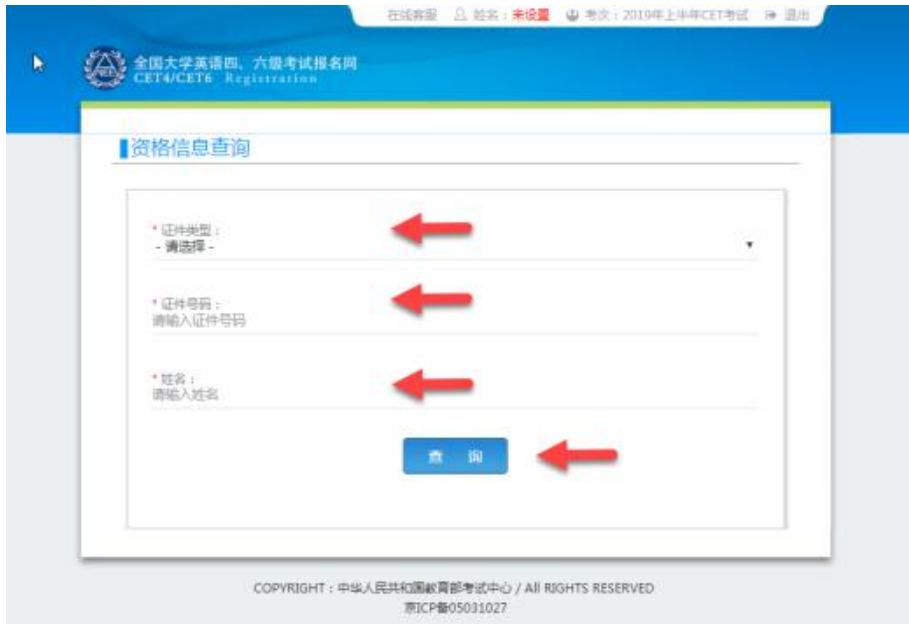 在线客服 姓名：未设置 考次：2019年上半年CET考试 退出
全国大学英语四、六级考试报名网
CET4/CET6 Registration
资格信息查询
* 证件类型：
- 请选择 -
* 证件号码：
请输入证件号码
* 姓名：
请输入姓名
查 询
COPYRIGHT：中华人民共和国教育部考试中心 / All RIGHTS RESERVED
京ICP备05031027